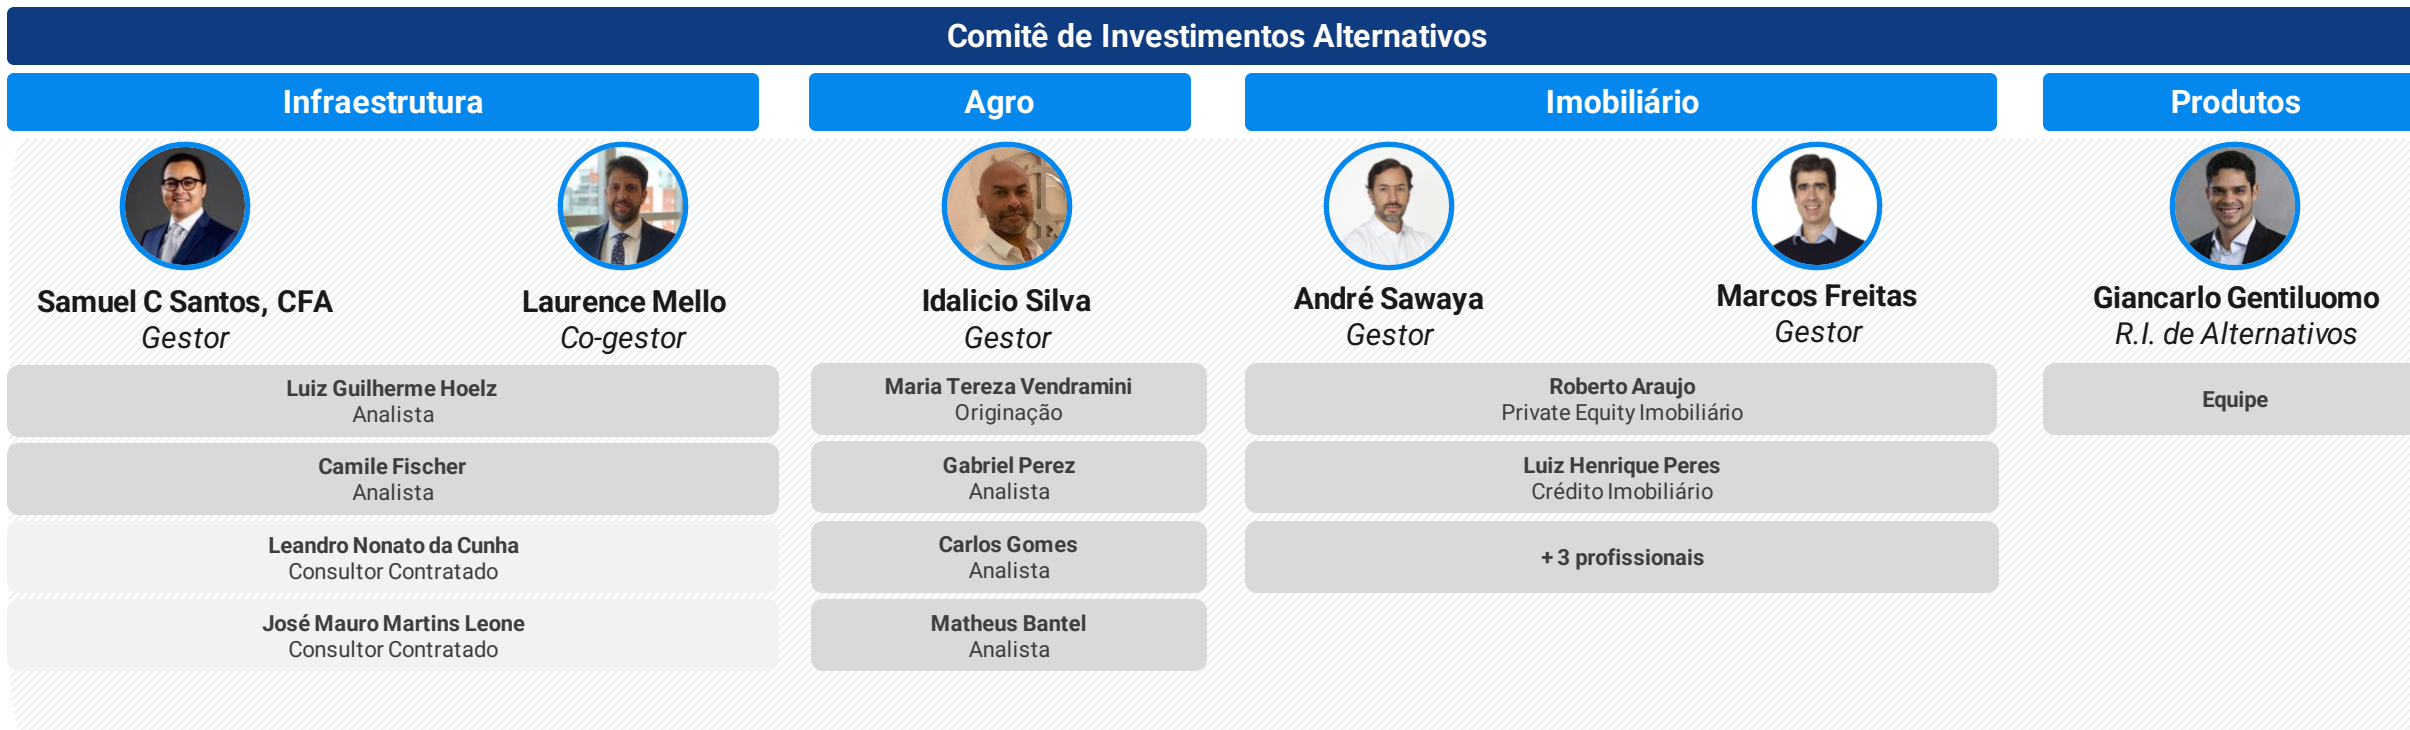 Comitê de Investimentos Alternativos
Infraestrutura
Samuel C Santos, CFA
Gestor
Laurence Mello
Co-gestor
Luiz Guilherme Hoelz
Analista
Camile Fischer
Analista
Leandro Nonato da Cunha
Consultor Contratado
José Mauro Martins Leone
Consultor Contratado
Agro
Idalicio Silva
Gestor
Maria Tereza Vendramini
Originação
Gabriel Perez
Analista
Carlos Gomes
Analista
Matheus Bantel
Analista
Imobiliário
André Sawaya
Gestor
Marcos Freitas
Gestor
Roberto Araujo
Private Equity Imobiliário
Luiz Henrique Peres
Crédito Imobiliário
+ 3 profissionais
Produtos
Giancarlo Gentiluomo
R.I. de Alternativos
Equipe